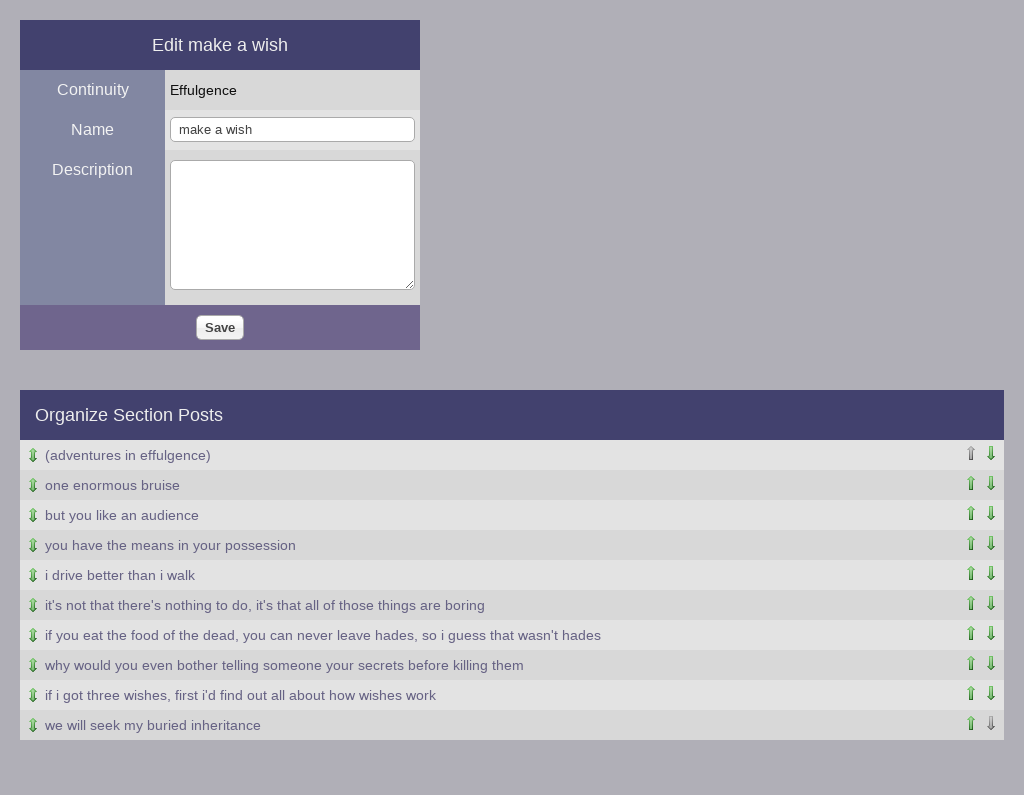 Edit make a wish
Continuity Effulgence
Name make a wish
Description
Save
Organize Section Posts
(adventures in effulgence)
one enormous bruise
but you like an audience
you have the means in your possession
i drive better than i walk
it's not that there's nothing to do, it's that all of those things are boring
if you eat the food of the dead, you can never leave hades, so i guess that wasn't hades
why would you even bother telling someone your secrets before killing them
if i got three wishes, first i'd find out all about how wishes work
we will seek my buried inheritance